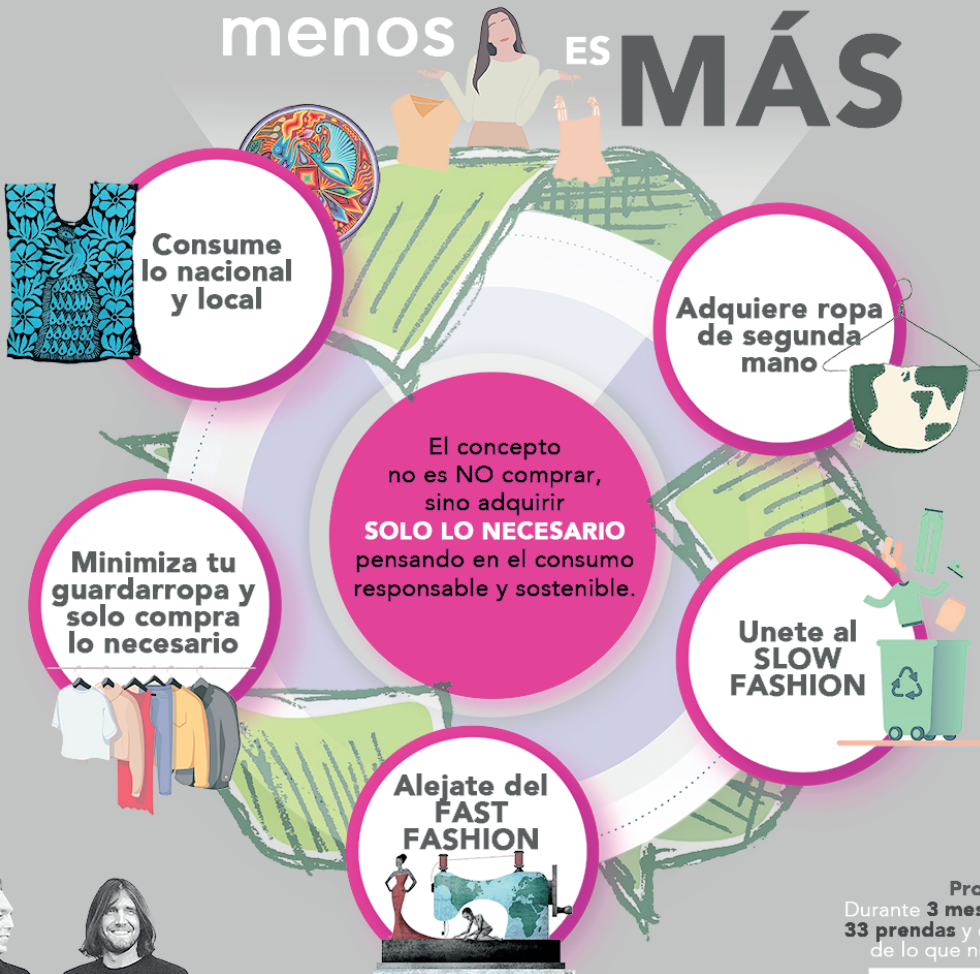 menos ES MÁS
Consume
lo nacional
y local
Adquiere ropa
de segunda
mano
El concepto
no es NO comprar,
sino adquirir
SOLO LO NECESARIO
pensando en el consumo
responsable y sostenible.
Minimiza tu
guardarropa y
solo compra
lo necesario
Unete al
SLOW
FASHION
Alejate del
FAST
FASHION
Durante 3
33 prendas y
de lo que